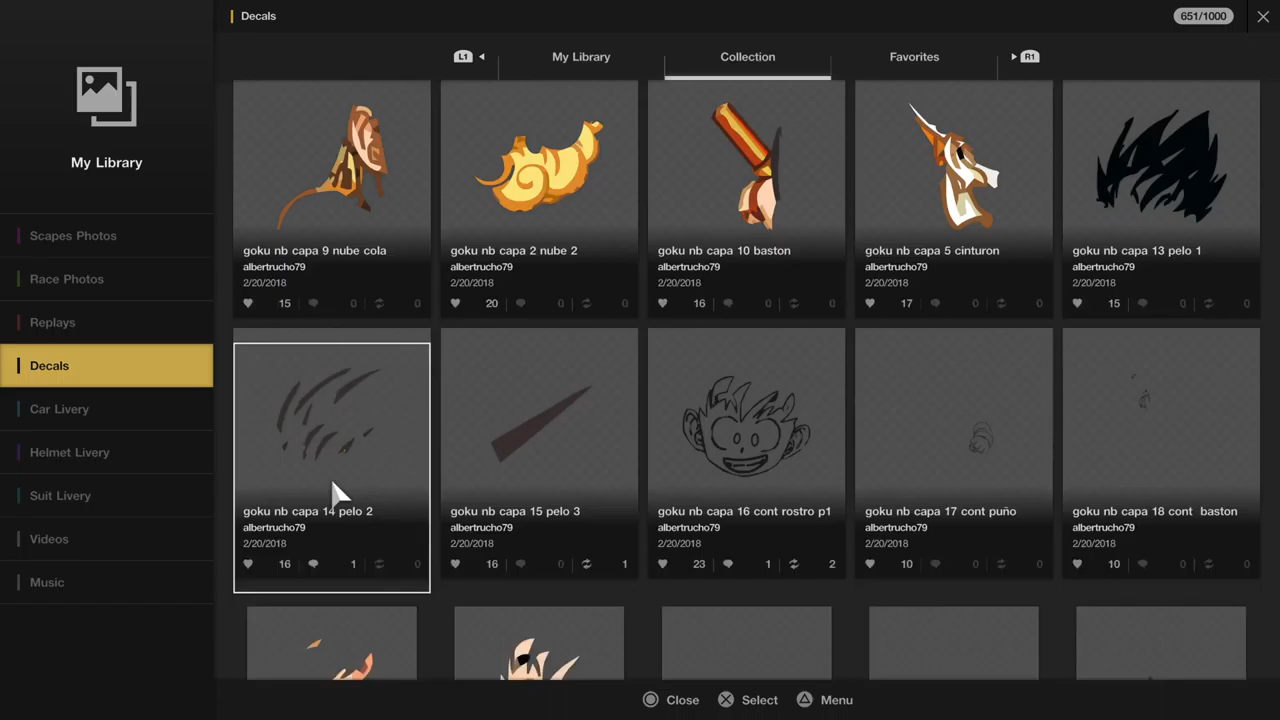 Decals
651/1000
L1
My Library
Collection
Favorites
R1
My Library
Scapes Photos
Race Photos
Replays
Decals
Car Livery
Helmet Livery
Suit Livery
Videos
Music
goku nb capa 9 nube cola
albertrucho79
2/20/2018
15 0 0
goku nb capa 2 nube 2
albertrucho79
2/20/2018
20 0 0
goku nb capa 10 baston
albertrucho79
2/20/2018
16 0 0
goku nb capa 5 cinturon
albertrucho79
2/20/2018
17 0 0
goku nb capa 13 pelo 1
albertrucho79
2/20/2018
15 0 0
goku nb capa 14 pelo 2
albertrucho79
2/20/2018
16 1 0
goku nb capa 15 pelo 3
albertrucho79
2/20/2018
16 0 1
goku nb capa 16 cont rostro p1
albertrucho79
2/20/2018
23 1 2
goku nb capa 17 cont puño
albertrucho79
2/20/2018
10 0 0
goku nb capa 18 cont baston
albertrucho79
2/20/2018
10 0 0
Close
Select
Menu